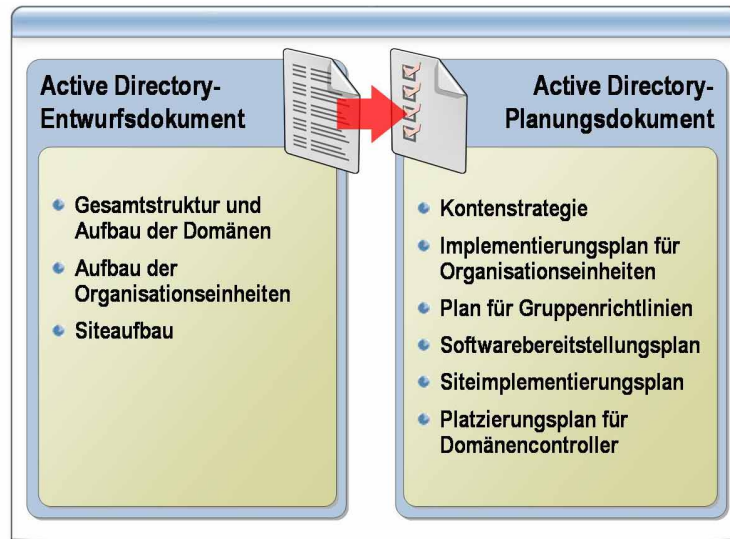 Active Directory-
Entwurfsdokument
Gesamtstruktur und
Aufbau der Domänen
Aufbau der
Organisationseinheiten
Siteaufbau
Active Directory-
Planungsdokument
Kontenstrategie
Implementierungsplan für
Organisationseinheiten
Plan für Gruppenrichtlinien
Softwarebereitstellungsplan
Siteimplementierungsplan
Platzierungsplan für
Domänencontroller